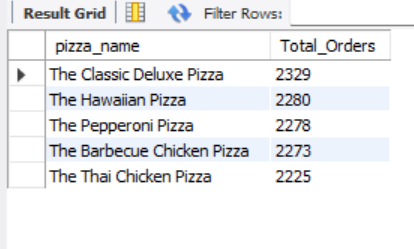 Result Grid Filter Rows:
pizza_name Total_Orders
The Classic Deluxe Pizza 2329
The Hawaiian Pizza 2280
The Pepperoni Pizza 2278
The Barbecue Chicken Pizza 2273
The Thai Chicken Pizza 2225